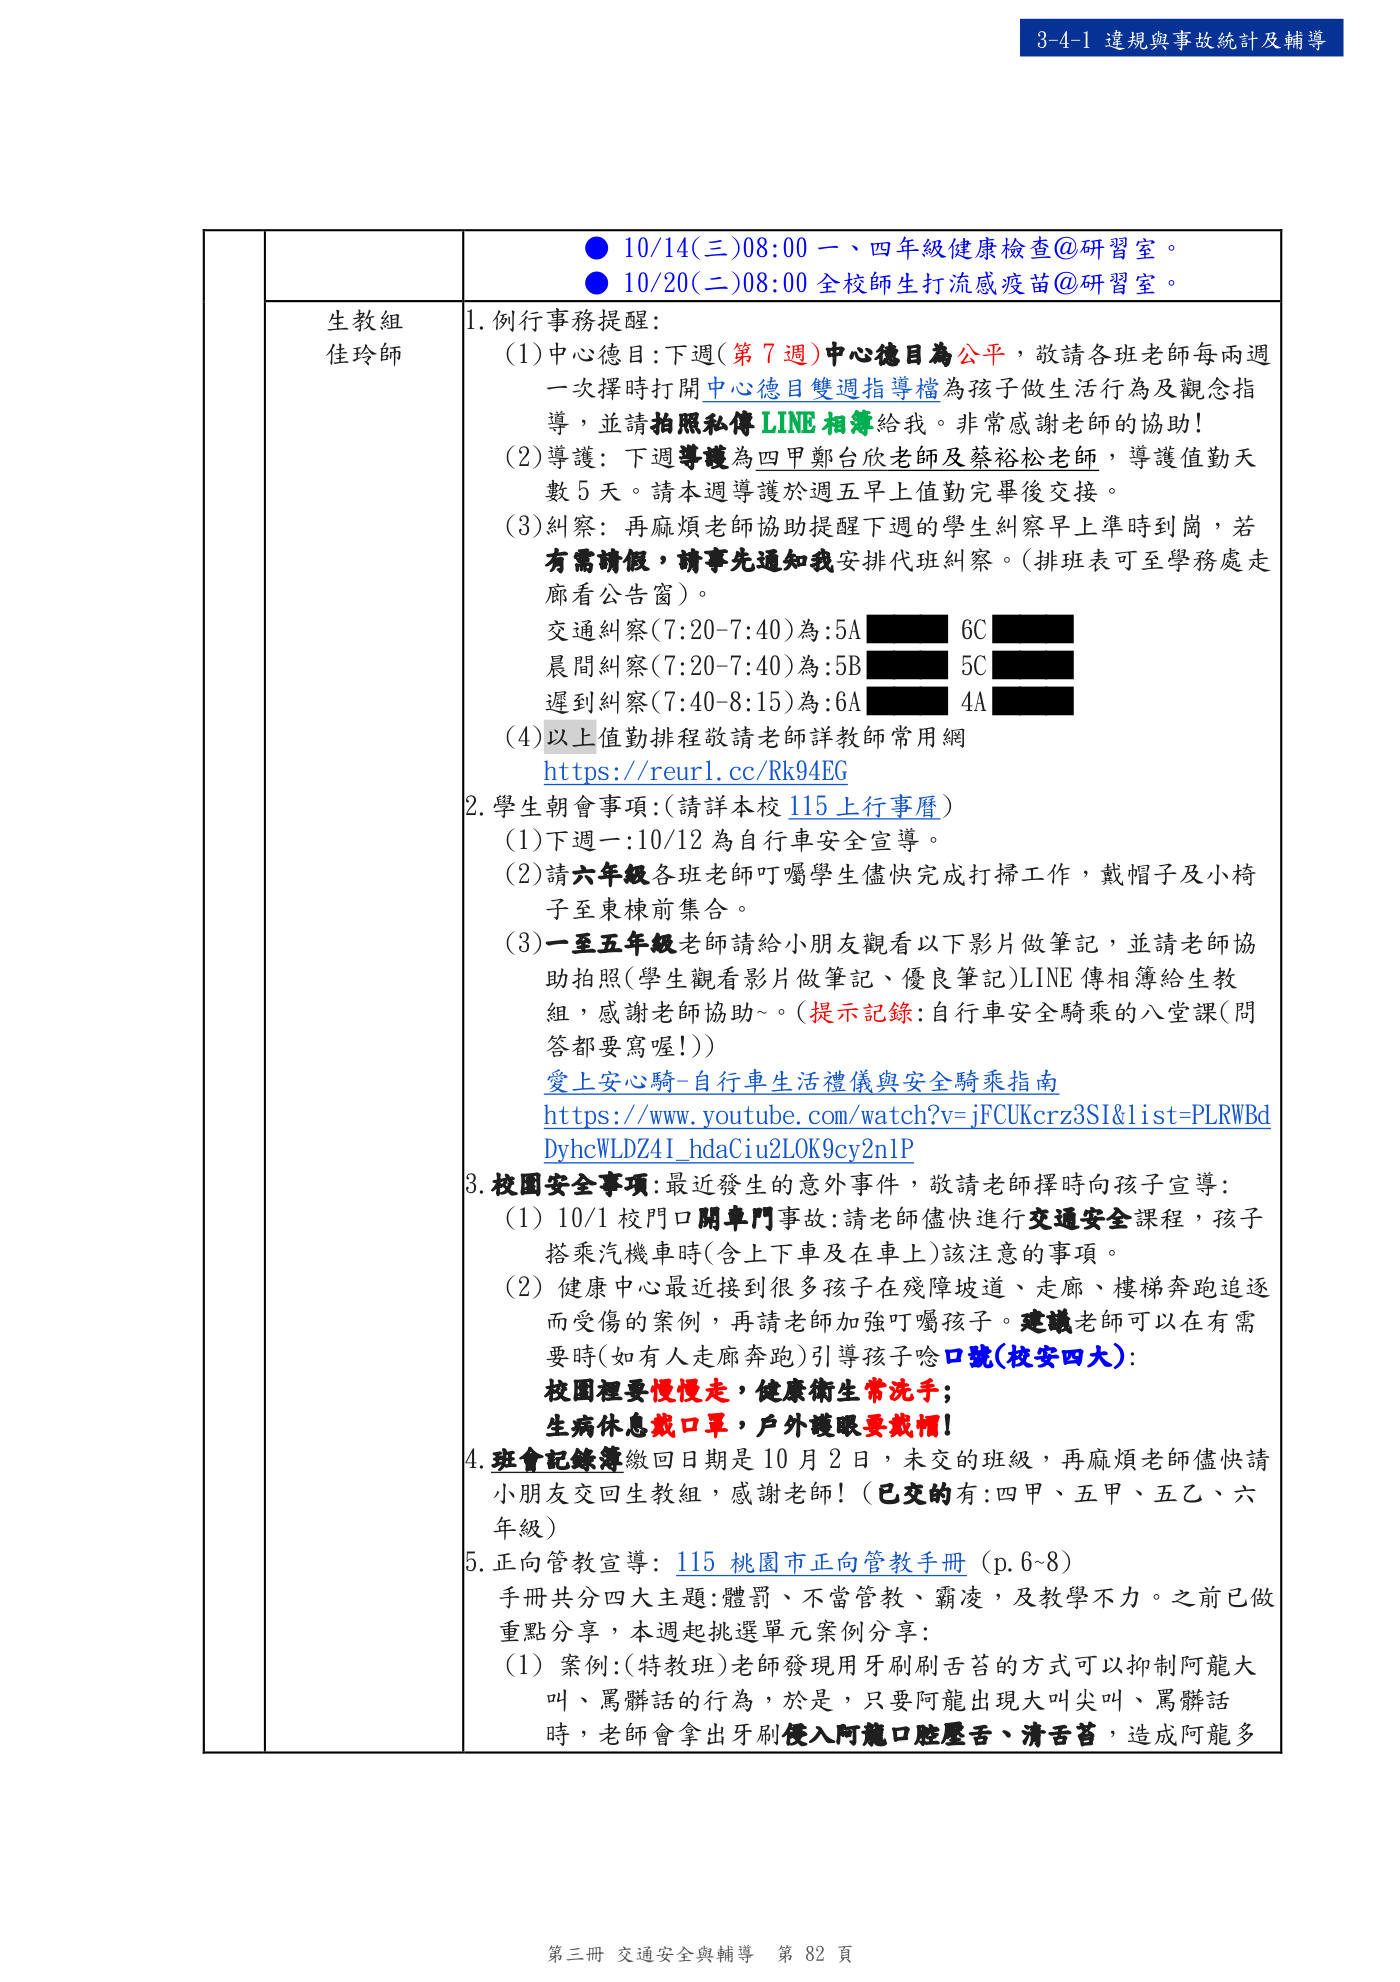 3-4-1 違規與事故統計及輔導
● 10/14(三)08:00 一、四年級健康檢查@研習室。
● 10/20(二)08:00 全校師生打流感疫苗@研習室。
生教組
佳玲師
1.例行事務提醒:
(1)中心德目:下週(第 7 週)中心德目為公平，敬請各班老師每兩週
一次擇時打開中心德目雙週指導檔為孩子做生活行為及觀念指
導，並請拍照私傳 LINE 相簿給我。非常感謝老師的協助!
(2)導護: 下週導護為四甲鄭台欣老師及蔡裕松老師，導護值勤天
數 5 天。請本週導護於週五早上值勤完畢後交接。
(3)糾察: 再麻煩老師協助提醒下週的學生糾察早上準時到崗，若
有需請假，請事先通知我安排代班糾察。(排班表可至學務處走
廊看公告窗)。
交通糾察(7:20-7:40)為:5A 6C
晨間糾察(7:20-7:40)為:5B 5C
遲到糾察(7:40-8:15)為:6A 4A
(4)以上值勤排程敬請老師詳教師常用網
https://reurl.cc/Rk94EG
2.學生朝會事項:(請詳本校 115 上行事曆)
(1)下週一:10/12 為自行車安全宣導。
(2)請六年級各班老師叮囑學生儘快完成打掃工作，戴帽子及小椅
子至東棟前集合。
(3)一至五年級老師請給小朋友觀看以下影片做筆記，並請老師協
助拍照(學生觀看影片做筆記、優良筆記)LINE 傳相簿給生教
組，感謝老師協助~。(提示記錄:自行車安全騎乘的八堂課(問
答都要寫喔!))
愛上安心騎-自行車生活禮儀與安全騎乘指南
https://www.youtube.com/watch?v=jFCUKcrz3SI&list=PLRWBd
DyhcWLDZ4I_hdaCiu2LOK9cy2nlP
3.校園安全事項:最近發生的意外事件，敬請老師擇時向孩子宣導:
(1) 10/1 校門口開車門事故:請老師儘快進行交通安全課程，孩子
搭乘汽機車時(含上下車及在車上)該注意的事項。
(2) 健康中心最近接到很多孩子在殘障坡道、走廊、樓梯奔跑追逐
而受傷的案例，再請老師加強叮囑孩子。建議老師可以在有需
要時(如有人走廊奔跑)引導孩子唸口號(校安四大):
校園裡要慢慢走，健康衛生常洗手;
生病休息戴口罩，戶外護眼要戴帽!
4.班會記錄簿繳回日期是 10 月 2 日，未交的班級，再麻煩老師儘快請
小朋友交回生教組，感謝老師! (已交的有:四甲、五甲、五乙、六
年級)
5.正向管教宣導: 115 桃園市正向管教手冊 (p.6~8)
手冊共分四大主題:體罰、不當管教、霸凌，及教學不力。之前已做
重點分享，本週起挑選單元案例分享:
(1) 案例:(特教班)老師發現用牙刷刷舌苔的方式可以抑制阿龍大
叫、罵髒話的行為，於是，只要阿龍出現大叫尖叫、罵髒話
時，老師會拿出牙刷侵入阿龍口腔壓舌、清舌苔，造成阿龍多
第三冊 交通安全與輔導 第 82 頁